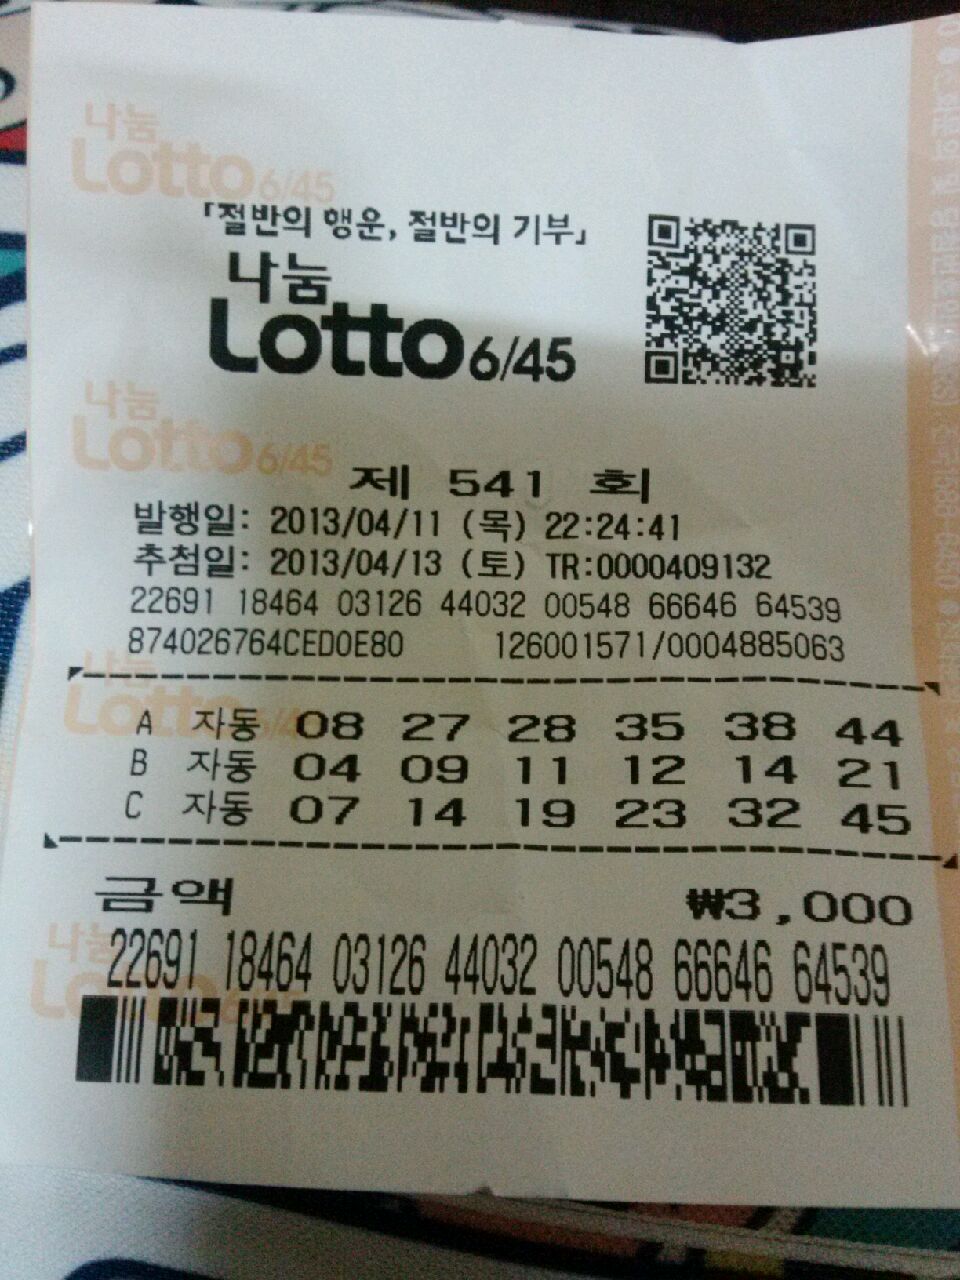 나눔
Lotto 6/45
「절반의 행운, 절반의 기부」
나눔
Lotto 6/45
나눔
Lotto 6/45
제 541 회
발행일: 2013/04/11 (목) 22:24:41
추첨일: 2013/04/13 (토) TR:0000409132
22691 18464 03126 44032 00548 66646 64539
874026764CED0E80 126001571/0004885063
A 자동 08 27 28 35 38 44
B 자동 04 09 11 12 14 21
C 자동 07 14 19 23 32 45
금액 ₩3,000
22691 18464 03126 44032 00548 66646 64539